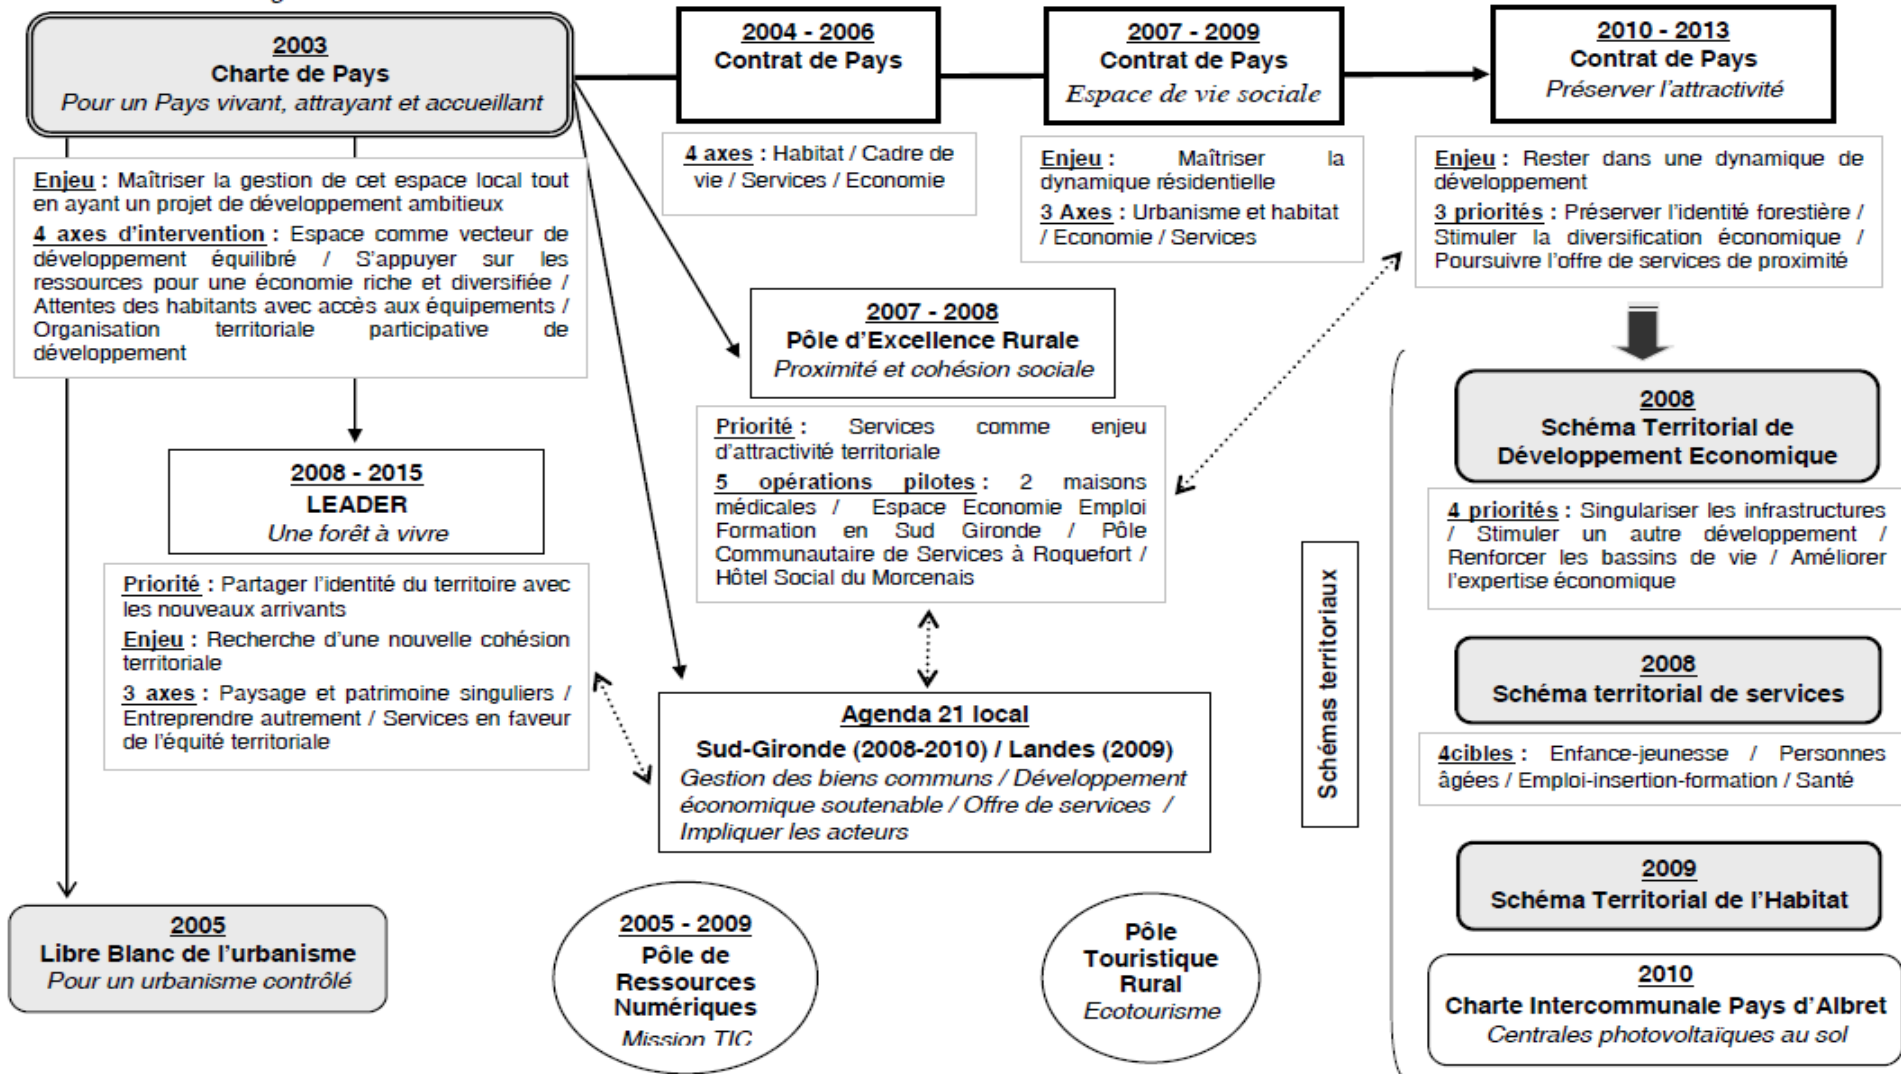 2003
Charte de Pays
Pour un Pays vivant, attrayant et accueillant
Enjeu : Maîtriser la gestion de cet espace local tout
en ayant un projet de développement ambitieux
4 axes d'intervention : Espace comme vecteur de
développement équilibré / S'appuyer sur les
ressources pour une économie riche et diversifiée /
Attentes des habitants avec accès aux équipements /
Organisation territoriale participative de
développement
2004 - 2006
Contrat de Pays
4 axes : Habitat / Cadre de
vie / Services / Economie
2007 - 2009
Contrat de Pays
Espace de vie sociale
Enjeu : Maîtriser la
dynamique résidentielle
3 Axes : Urbanisme et habitat
/ Economie / Services
2010 - 2013
Contrat de Pays
Préserver l'attractivité
Enjeu : Rester dans une dynamique de
développement
3 priorités : Préserver l'identité forestière /
Stimuler la diversification économique /
Poursuivre l'offre de services de proximité
2007 - 2008
Pôle d'Excellence Rurale
Proximité et cohésion sociale
Priorité : Services comme enjeu
d'attractivité territoriale
5 opérations pilotes : 2 maisons
médicales / Espace Economie Emploi
Formation en Sud Gironde / Pôle
Communautaire de Services à Roquefort /
Hôtel Social du Morcenais
2008 - 2015
LEADER
Une forêt à vivre
Priorité : Partager l'identité du territoire avec
les nouveaux arrivants
Enjeu : Recherche d'une nouvelle cohésion
territoriale
3 axes : Paysage et patrimoine singuliers /
Entreprendre autrement / Services en faveur
de l'équité territoriale
Agenda 21 local
Sud-Gironde (2008-2010) / Landes (2009)
Gestion des biens communs / Développement
économique soutenable / Offre de services /
Impliquer les acteurs
Schémas territoriaux
2008
Schéma Territorial de
Développement Economique
4 priorités : Singulariser les infrastructures
/ Stimuler un autre développement /
Renforcer les bassins de vie / Améliorer
l'expertise économique
2008
Schéma territorial de services
4cibles : Enfance-jeunesse / Personnes
âgées / Emploi-insertion-formation / Santé
2009
Schéma Territorial de l'Habitat
2010
Charte Intercommunale Pays d'Albret
Centrales photovoltaïques au sol
2005
Libre Blanc de l'urbanisme
Pour un urbanisme contrôlé
2005 - 2009
Pôle de
Ressources
Numériques
Mission TIC
Pôle
Touristique
Rural
Ecotourisme